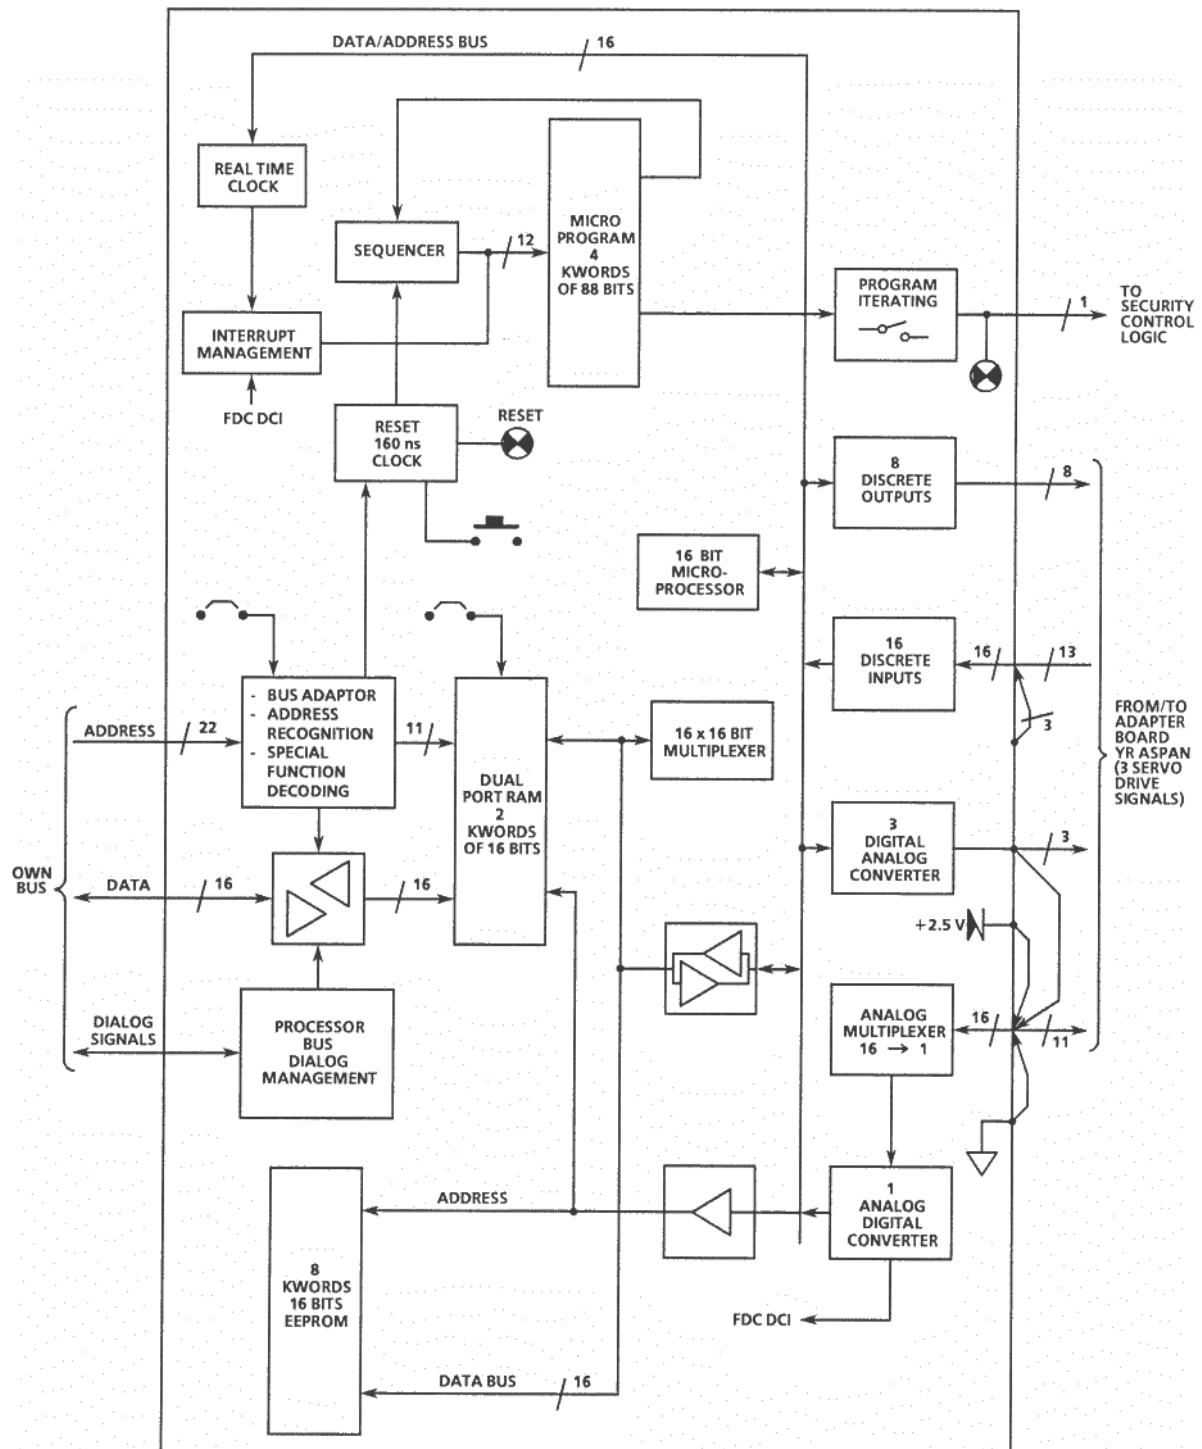 DATA/ADDRESS BUS
16
REAL TIME
CLOCK
SEQUENCER
12
MICRO
PROGRAM
4
KWORDS
OF 88 BITS
PROGRAM
ITERATING
1
TO
SECURITY
CONTROL
LOGIC
INTERRUPT
MANAGEMENT
FDC DCI
RESET
160 ns
CLOCK
RESET
8
DISCRETE
OUTPUTS
8
16 BIT
MICRO-
PROCESSOR
16
DISCRETE
INPUTS
16
13
3
FROM/TO
ADAPTER
BOARD
YR ASPAN
(3 SERVO
DRIVE
SIGNALS)
OWN
BUS
ADDRESS
22
- BUS ADAPTOR
- ADDRESS
RECOGNITION
- SPECIAL
FUNCTION
DECODING
11
DUAL
PORT RAM
2
KWORDS
OF 16 BITS
16 x 16 BIT
MULTIPLEXER
3
DIGITAL
ANALOG
CONVERTER
3
DATA
16
16
+2.5 V
DIALOG
SIGNALS
PROCESSOR
BUS
DIALOG
MANAGEMENT
ANALOG
MULTIPLEXER
16 → 1
16
11
ADDRESS
1
ANALOG
DIGITAL
CONVERTER
8
KWORDS
16 BITS
EEPROM
FDC DCI
DATA BUS
16